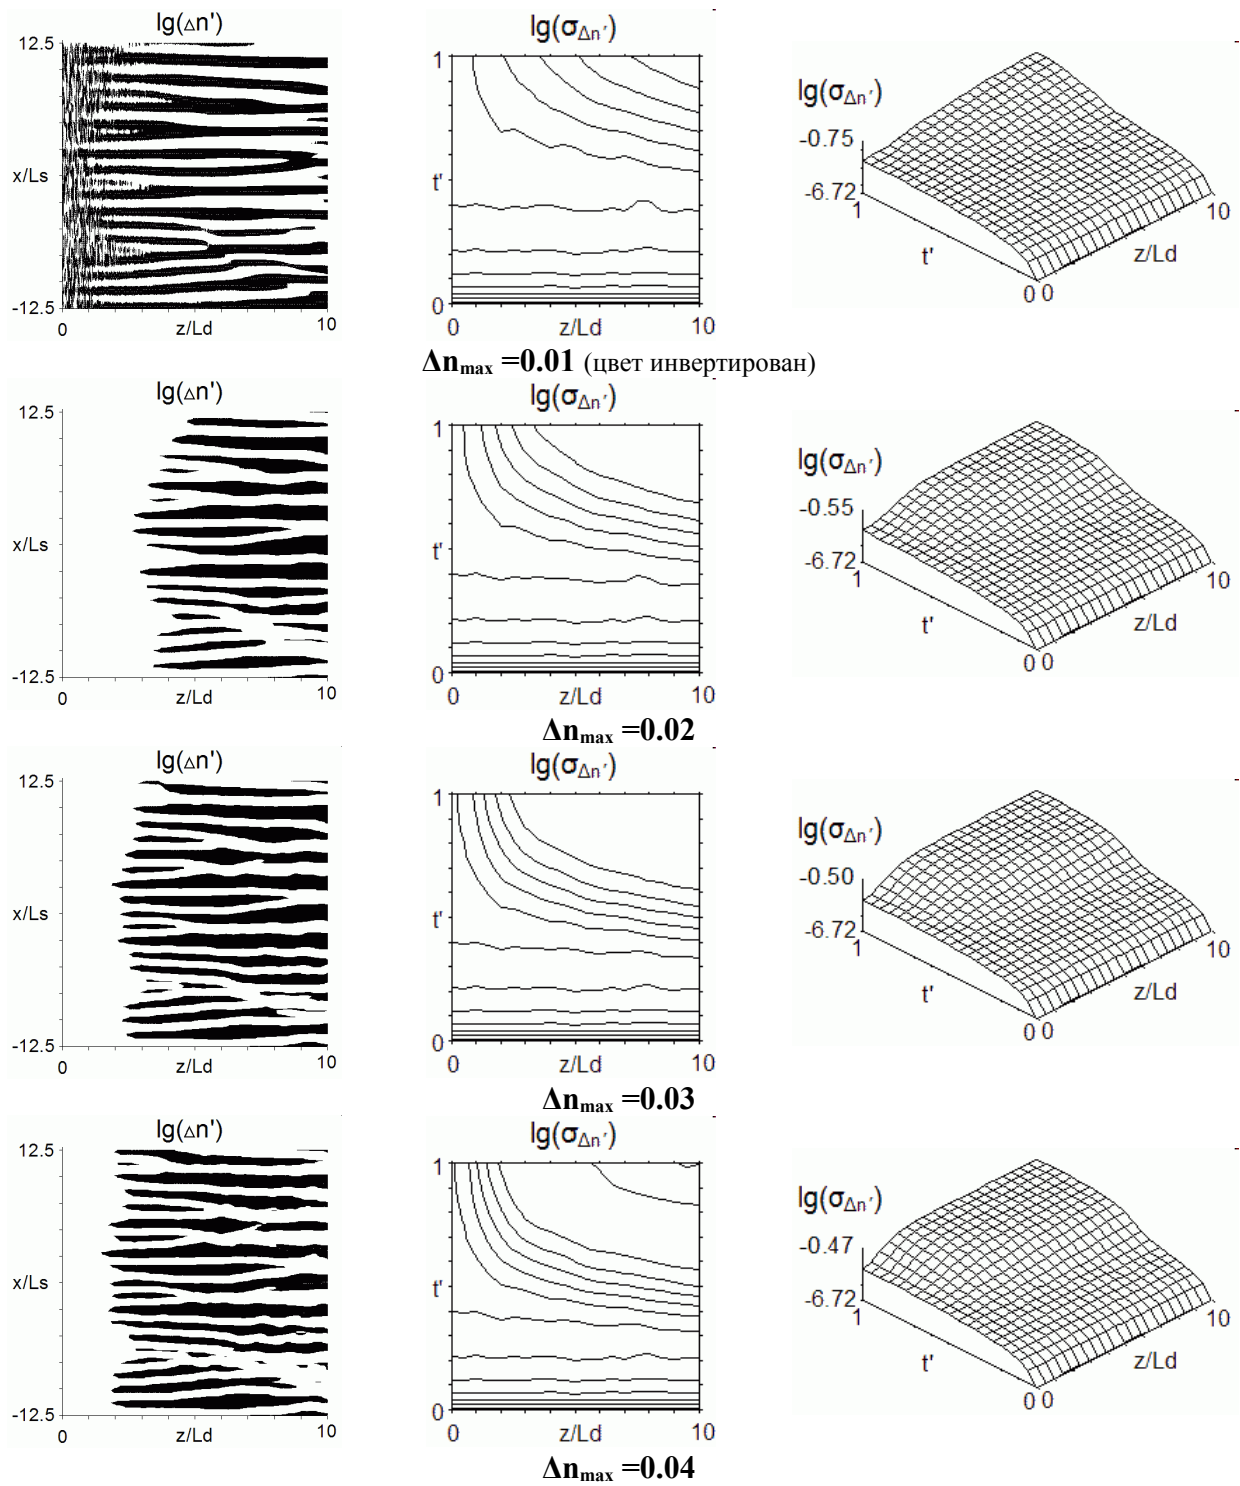 lg(△n') lg(σΔn′)
12.5 1 lg(σΔn′)
-0.75
x/Ls t' -6.72
1 10
t' z/Ld
-12.5 0 0 0
0 z/Ld 10 0 z/Ld 10
Δnmax =0.01 (цвет инвертирован)
lg(△n') lg(σΔn′)
12.5 1 lg(σΔn′)
-0.55
x/Ls t' -6.72
1 10
t' z/Ld
-12.5 0 0 0
0 z/Ld 10 0 z/Ld 10
Δnmax =0.02
lg(△n') lg(σΔn′)
12.5 1 lg(σΔn′)
-0.50
x/Ls t' -6.72
1 10
t' z/Ld
-12.5 0 0 0
0 z/Ld 10 0 z/Ld 10
Δnmax =0.03
lg(△n') lg(σΔn′)
12.5 1 lg(σΔn′)
-0.47
x/Ls t' -6.72
1 10
t' z/Ld
-12.5 0 0 0
0 z/Ld 10 0 z/Ld 10
Δnmax =0.04